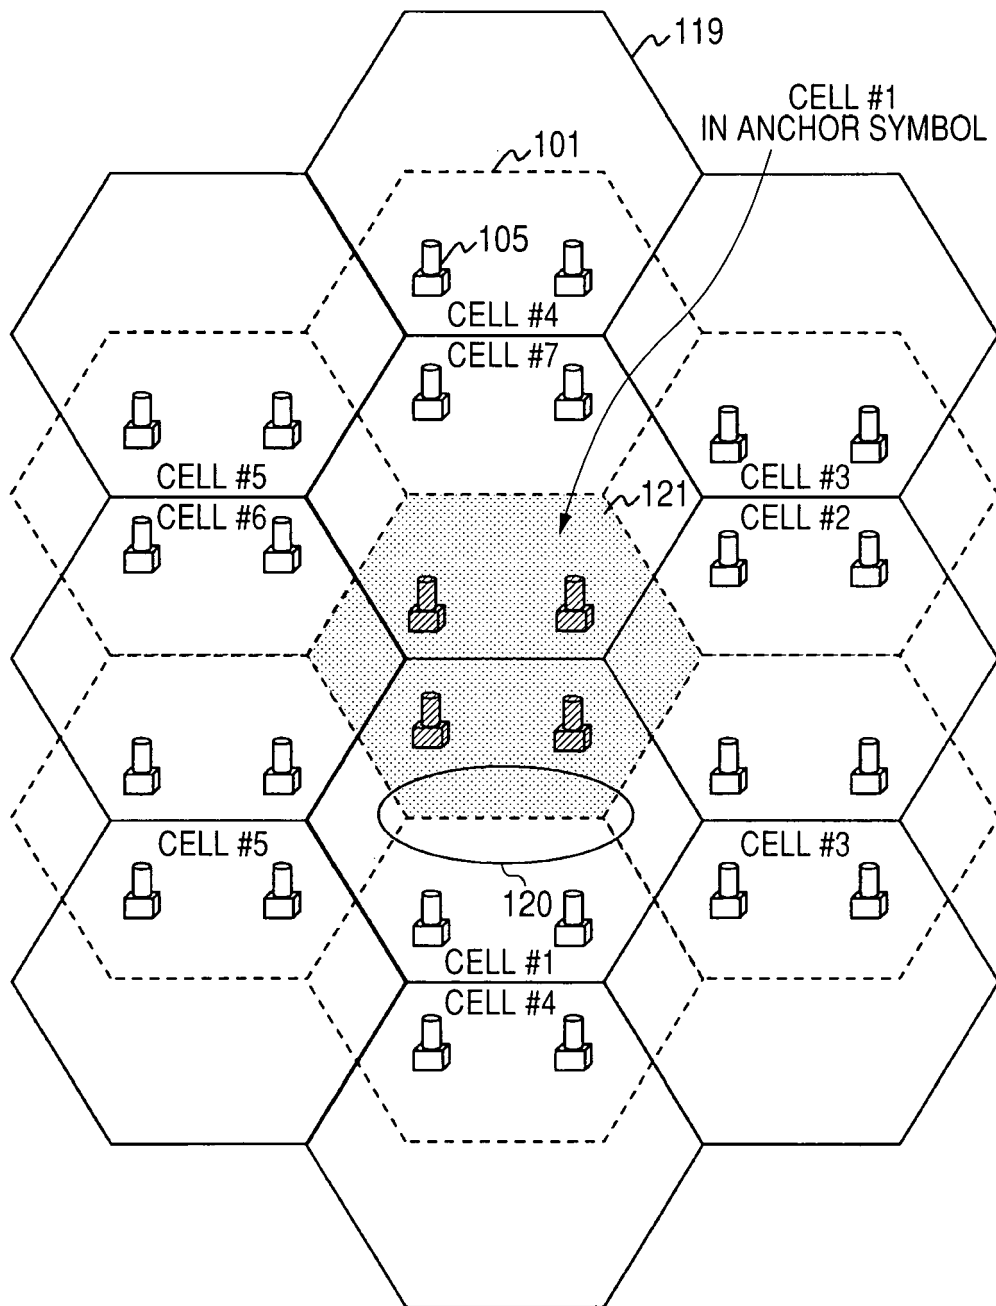 119
CELL #1
IN ANCHOR SYMBOL
101
105
CELL #4
CELL #7
CELL #5
CELL #3
CELL #6
121
CELL #2
CELL #5
CELL #3
120
CELL #1
CELL #4